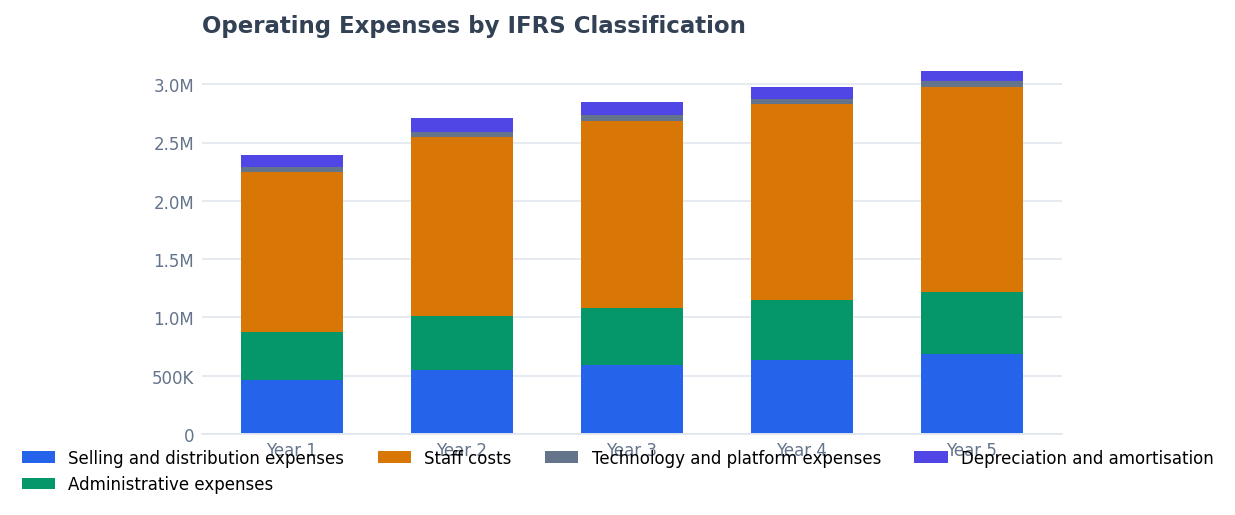 Operating Expenses by IFRS Classification
3.0M
2.5M
2.0M
1.5M
1.0M
500K
0
Year 1 Year 2 Year 3 Year 4 Year 5
Selling and distribution expenses Staff costs Technology and platform expenses Depreciation and amortisation
Administrative expenses